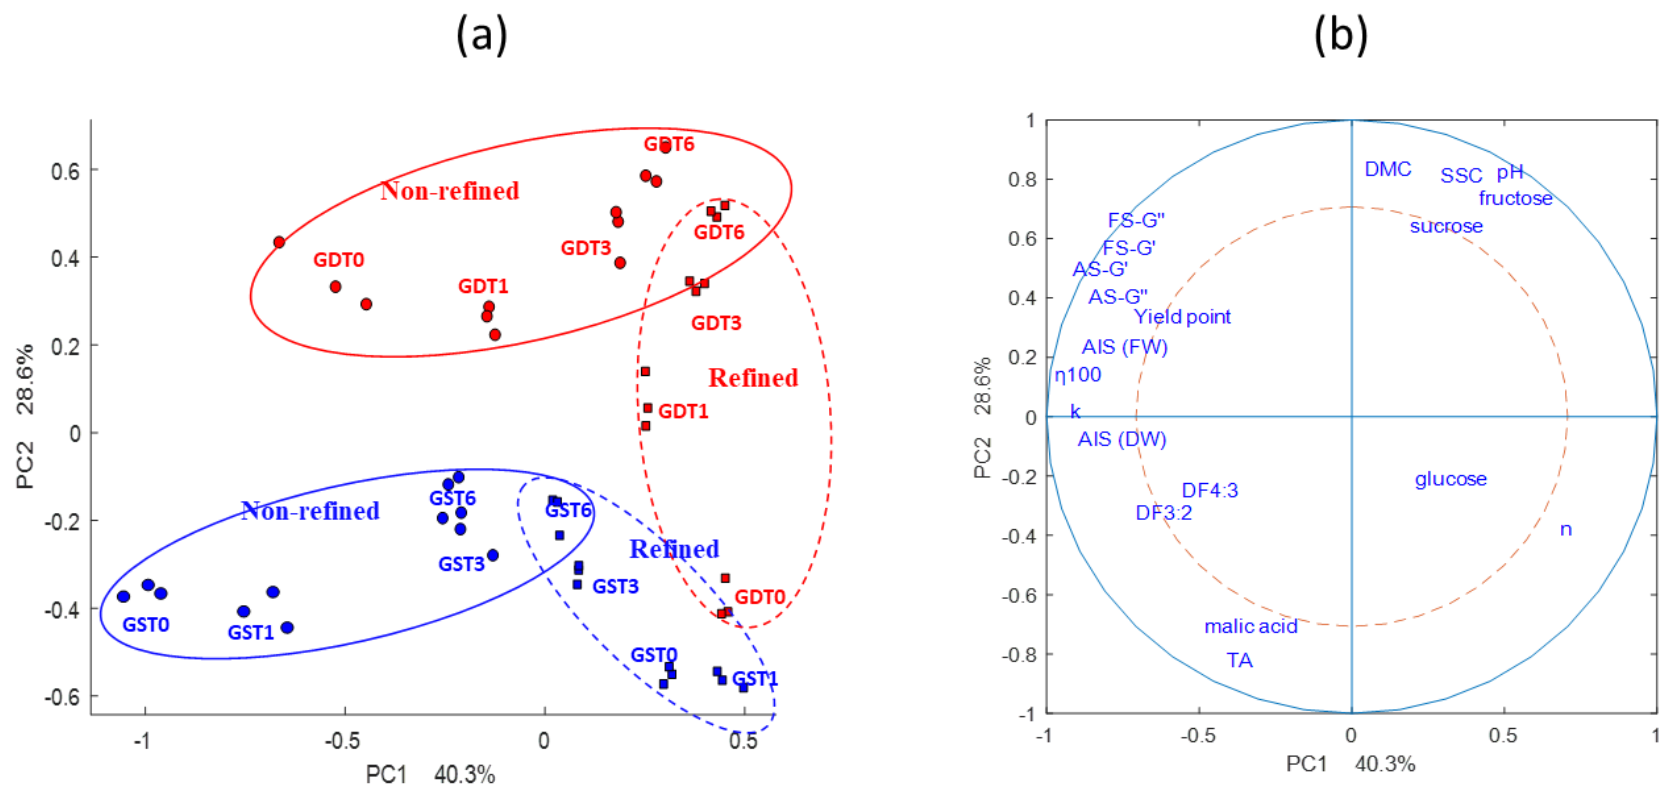 (a)
0.6
0.4
0.2
0
-0.2
-0.4
-0.6
-1
-0.5
0
0.5
PC2 28.6%
PC1 40.3%
GDT6
Non-refined
GDT0
GDT1
GDT3
GDT6
GDT3
Refined
GDT1
GDT0
Non-refined
GST6
GST3
GST0
GST1
GST6
Refined
GST3
GST0
GST1
(b)
1
0.8
0.6
0.4
0.2
0
-0.2
-0.4
-0.6
-0.8
-1
-1
-0.5
0
0.5
1
PC2 28.6%
PC1 40.3%
DMC
SSC
pH
fructose
sucrose
FS-G"
FS-G'
AS-G'
AS-G"
Yield point
AIS (FW)
η100
k
AIS (DW)
DF4:3
DF3:2
glucose
n
malic acid
TA